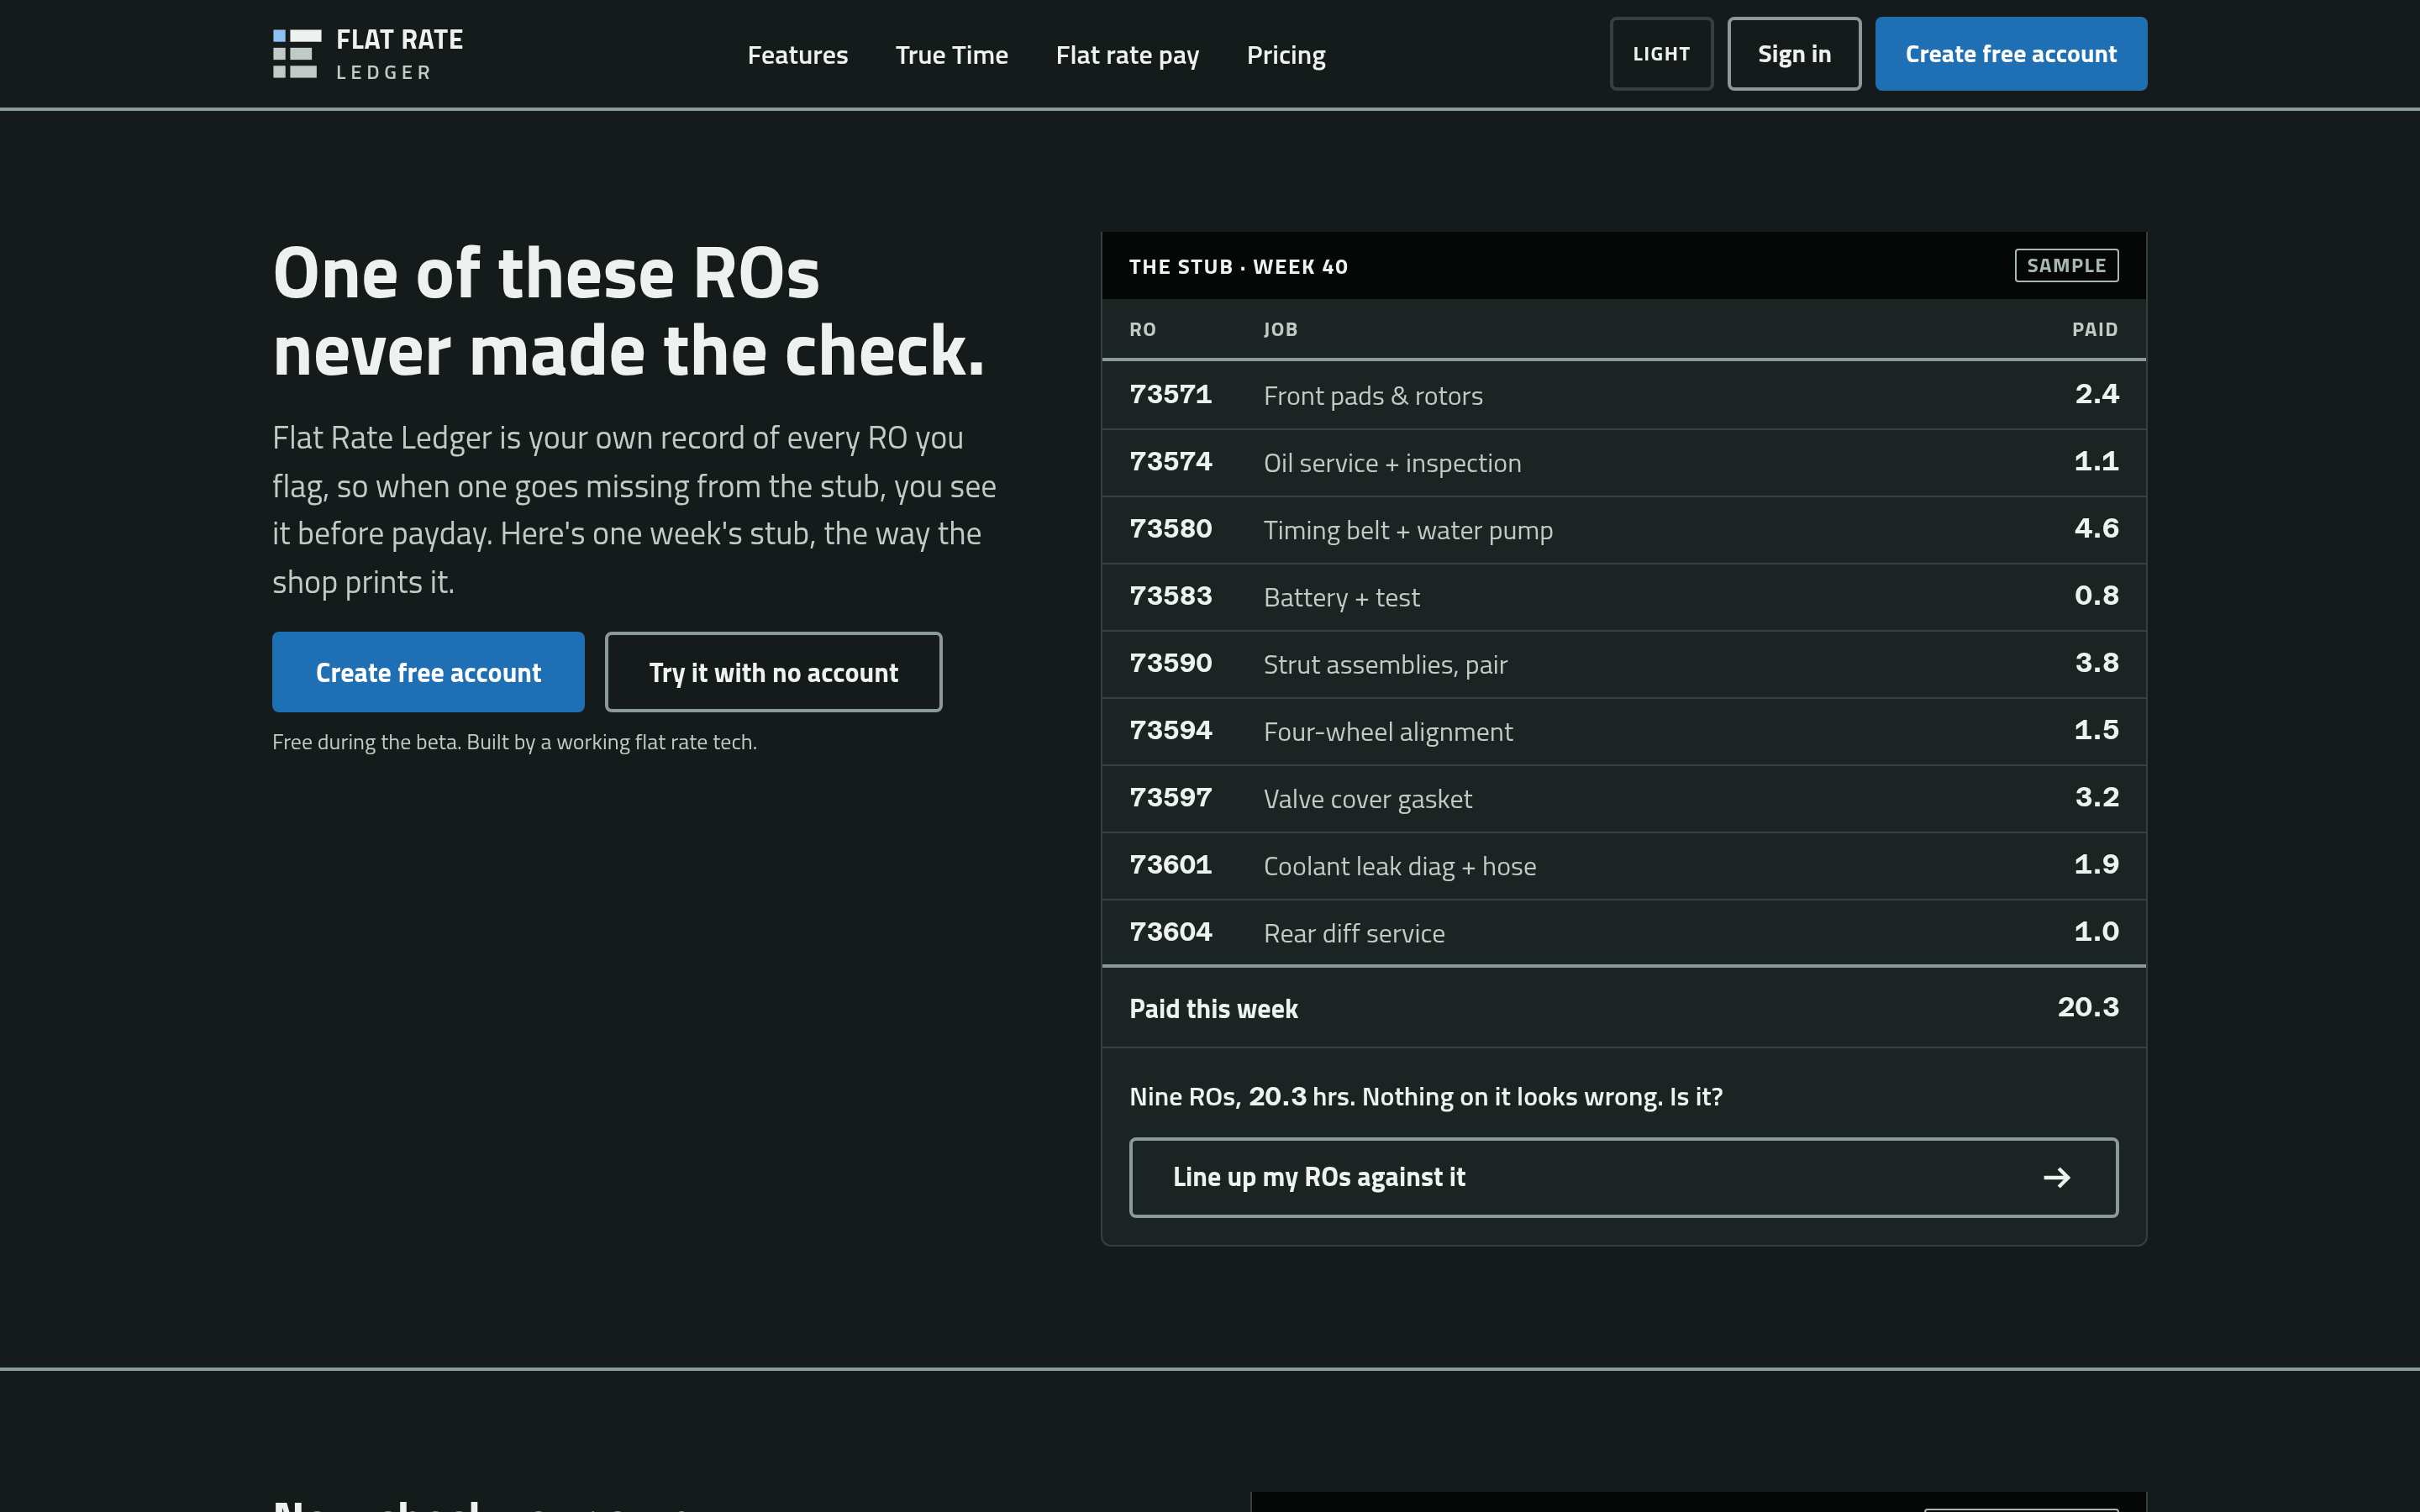 FLAT RATE
LEDGER
Features
True Time
Flat rate pay
Pricing
LIGHT
Sign in
Create free account
One of these ROs
never made the check.
Flat Rate Ledger is your own record of every RO you
flag, so when one goes missing from the stub, you see
it before payday. Here's one week's stub, the way the
shop prints it.
Create free account
Try it with no account
Free during the beta. Built by a working flat rate tech.
THE STUB · WEEK 40
SAMPLE
RO JOB PAID
73571 Front pads & rotors 2.4
73574 Oil service + inspection 1.1
73580 Timing belt + water pump 4.6
73583 Battery + test 0.8
73590 Strut assemblies, pair 3.8
73594 Four-wheel alignment 1.5
73597 Valve cover gasket 3.2
73601 Coolant leak diag + hose 1.9
73604 Rear diff service 1.0
Paid this week 20.3
Nine ROs, 20.3 hrs. Nothing on it looks wrong. Is it?
Line up my ROs against it →